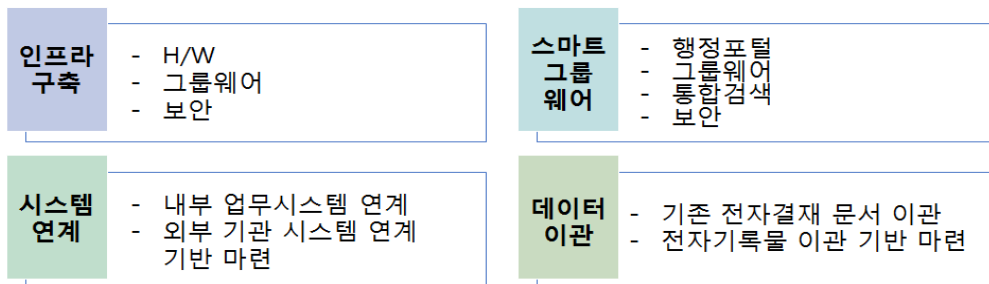 인프라
구축
- H/W
- 그룹웨어
- 보안
스마트
그룹
웨어
- 행정포털
- 그룹웨어
- 통합검색
- 보안
시스템
연계
- 내부 업무시스템 연계
- 외부 기관 시스템 연계
기반 마련
데이터
이관
- 기존 전자결재 문서 이관
- 전자기록물 이관 기반 마련